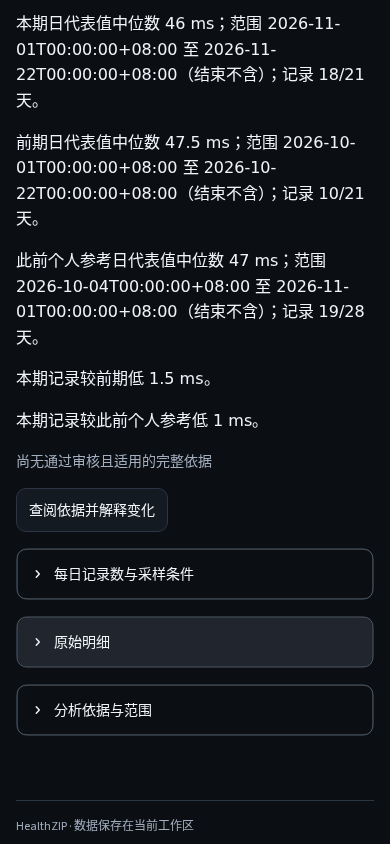 本期日代表值中位数 46 ms；范围 2026-11-
01T00:00:00+08:00 至 2026-11-
22T00:00:00+08:00（结束不含）；记录 18/21
天。
前期日代表值中位数 47.5 ms；范围 2026-10-
01T00:00:00+08:00 至 2026-10-
22T00:00:00+08:00（结束不含）；记录 10/21
天。
此前个人参考日代表值中位数 47 ms；范围
2026-10-04T00:00:00+08:00 至 2026-11-
01T00:00:00+08:00（结束不含）；记录 19/28
天。
本期记录较前期低 1.5 ms。
本期记录较此前个人参考低 1 ms。
尚无通过审核且适用的完整依据
查阅依据并解释变化
› 每日记录数与采样条件
› 原始明细
› 分析依据与范围
HealthZIP · 数据保存在当前工作区